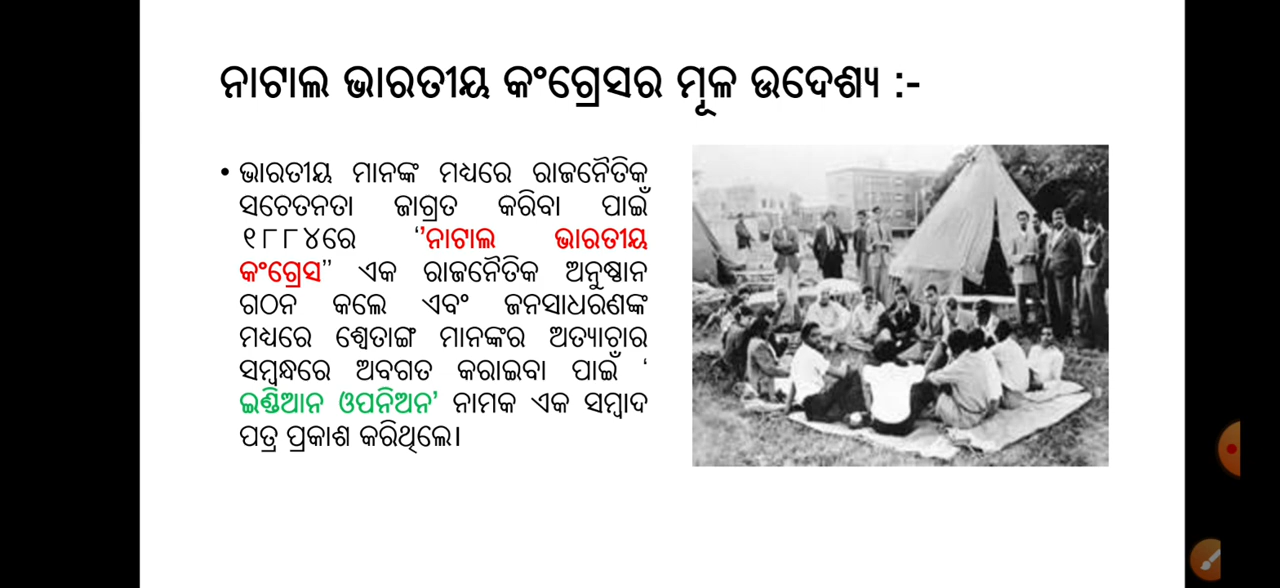 ନାଟାଲ ଭାରତୀୟ କଂଗ୍ରେସର ମୂଳ ଉଦେଶ୍ୟ :-
• ଭାରତୀୟ ମାନଙ୍କ ମଧ୍ୟରେ ରାଜନୈତିକ
ସଚେତନତା ଜାଗ୍ରତ କରିବା ପାଇଁ
୧୮୮୪ରେ ‘’ନାଟାଲ ଭାରତୀୟ
କଂଗ୍ରେସ’’ ଏକ ରାଜନୈତିକ ଅନୁଷ୍ଠାନ
ଗଠନ କଲେ ଏବଂ ଜନସାଧରଣଙ୍କ
ମଧ୍ୟରେ ଶ୍ୱେତାଙ୍ଗ ମାନଙ୍କର ଅତ୍ୟାଚାର
ସମ୍ବନ୍ଧରେ ଅବଗତ କରାଇବା ପାଇଁ ‘
ଇଣ୍ଡିଆନ ଓପନିଅନ’ ନାମକ ଏକ ସମ୍ବାଦ
ପତ୍ର ପ୍ରକାଶ କରିଥିଲେ।